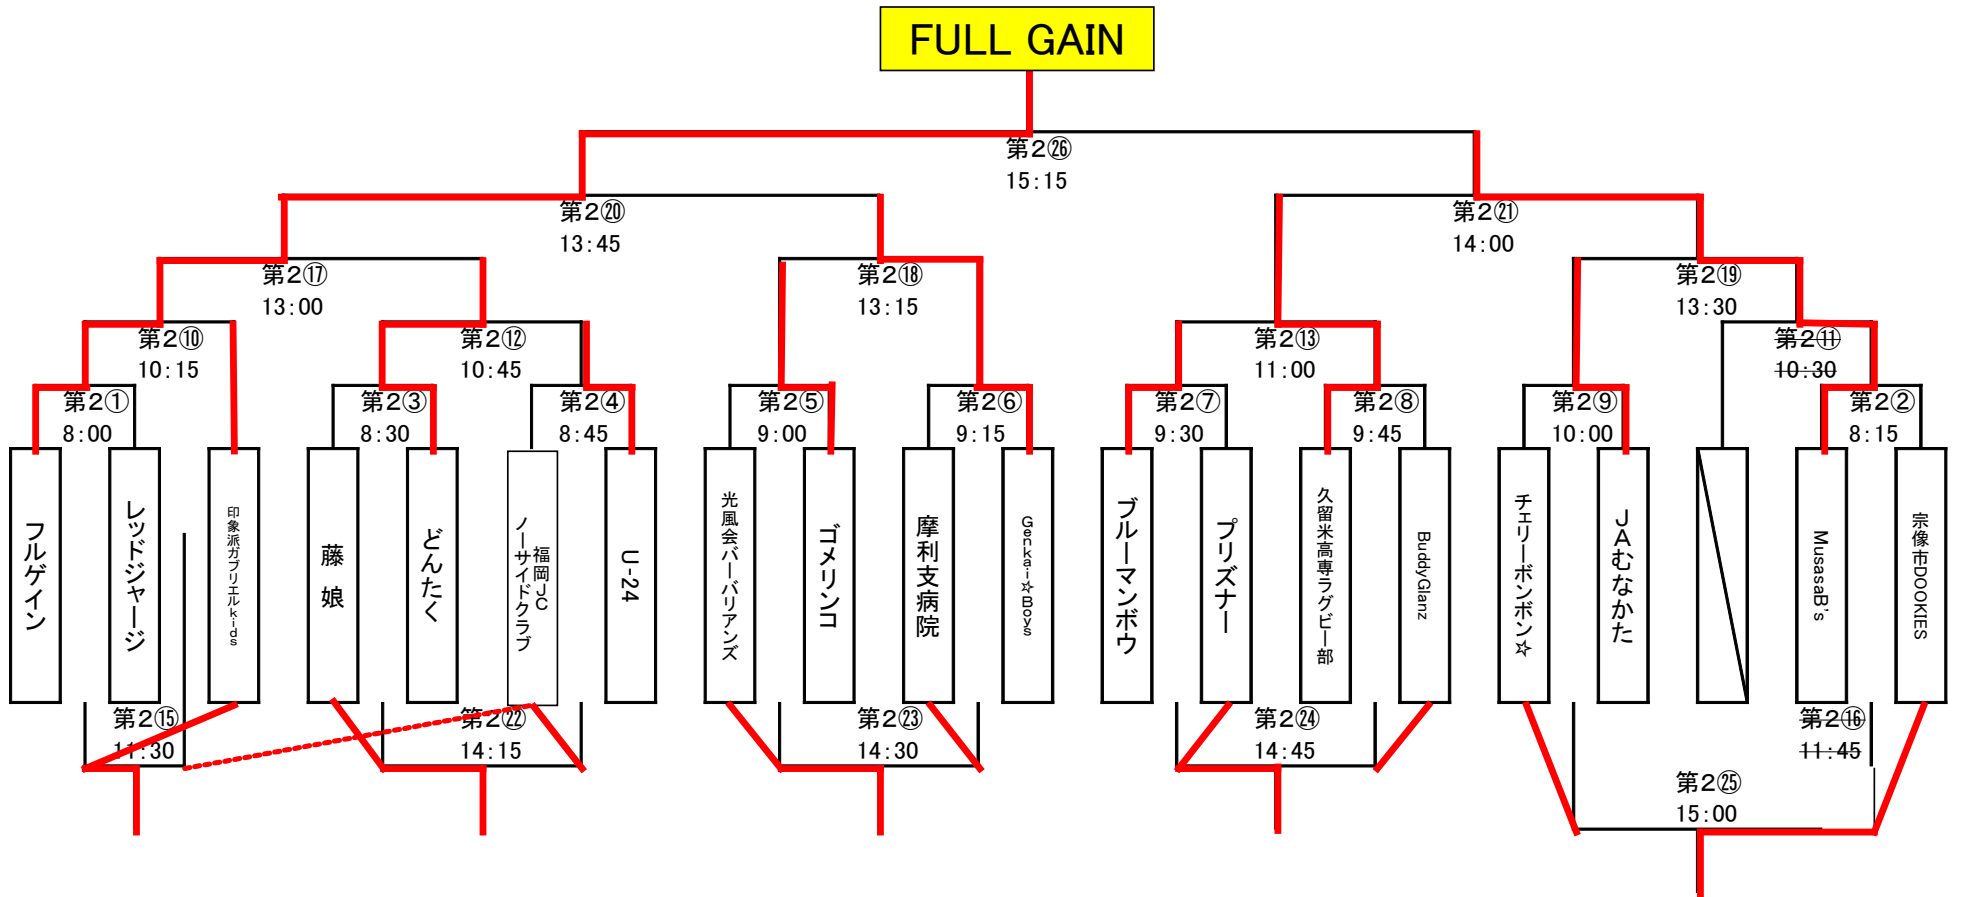 FULL GAIN
第2㉖
15:15
第2⑳
13:45
第2㉑
14:00
第2⑰
13:00
第2⑱
13:15
第2⑲
13:30
第2⑩
10:15
第2⑫
10:45
第2⑬
11:00
第2⑪
10:30
第2①
8:00
第2③
8:30
第2④
8:45
第2⑤
9:00
第2⑥
9:15
第2⑦
9:30
第2⑧
9:45
第2⑨
10:00
第2②
8:15
フルゲイン
レッドジャージ
印象派ガブリエルkids
藤 娘
どんたく
福岡JC
ノーサイドクラブ
U-24
光風会バーバリアンズ
ゴメリンコ
摩利支病院
Genkai☆Boys
ブルーマンボウ
プリズナー
久留米高専ラグビー部
BuddyGlanz
チェリーボンボン☆
JAむなかた
MusasaB's
宗像市DOOKIES
第2⑮
11:30
第2㉒
14:15
第2㉓
14:30
第2㉔
14:45
第2⑯
11:45
第2㉕
15:00